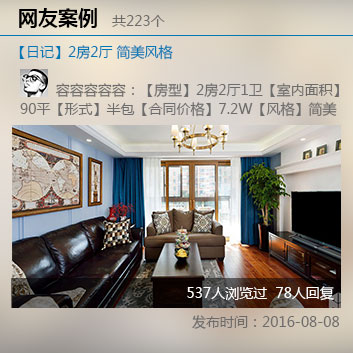 网友案例 共223个
【日记】2房2厅 简美风格
容容容容容：【房型】2房2厅1卫【室内面积】
90平【形式】半包【合同价格】7.2W【风格】简美
537人浏览过 78人回复
发布时间：2016-08-08